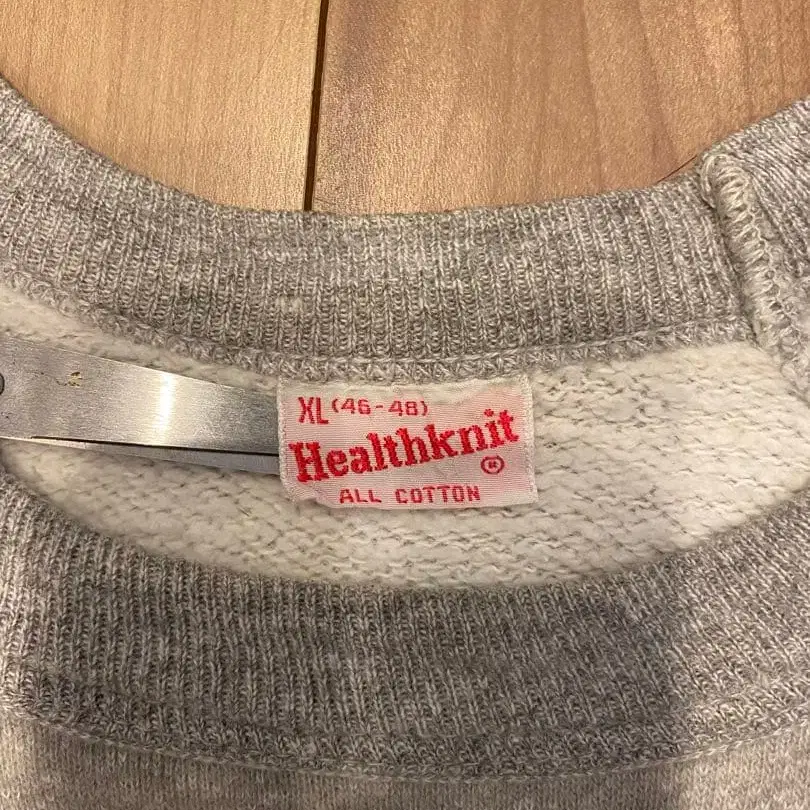 XL (46-48)
Healthknit ®
ALL COTTON